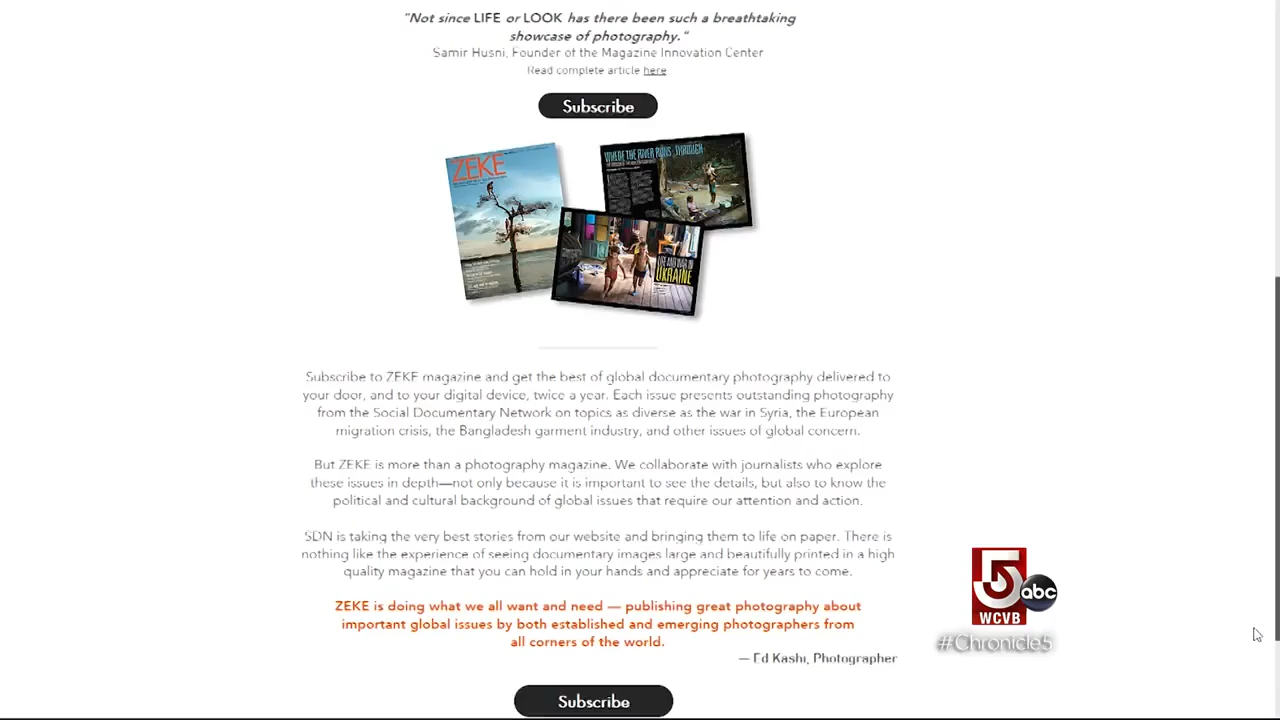 "Not since LIFE or LOOK has there been such a breathtaking
showcase of photography."
Samir Husni, Founder of the Magazine Innovation Center
Read complete article here
Subscribe
ZEKE
WHERE THE RIVER RUNS THROUGH
LIFE AND WAR IN
UKRAINE
Subscribe to ZEKE magazine and get the best of global documentary photography delivered to
your door, and to your digital device, twice a year. Each issue presents outstanding photography
from the Social Documentary Network on topics as diverse as the war in Syria, the European
migration crisis, the Bangladesh garment industry, and other issues of global concern.
But ZEKE is more than a photography magazine. We collaborate with journalists who explore
these issues in depth—not only because it is important to see the details, but also to know the
political and cultural background of global issues that require our attention and action.
SDN is taking the very best stories from our website and bringing them to life on paper. There is
nothing like the experience of seeing documentary images large and beautifully printed in a high
quality magazine that you can hold in your hands and appreciate for years to come.
ZEKE is doing what we all want and need — publishing great photography about
important global issues by both established and emerging photographers from
all corners of the world.
— Ed Kashi, Photographer
5
abc
WCVB
#Chronicle5
Subscribe